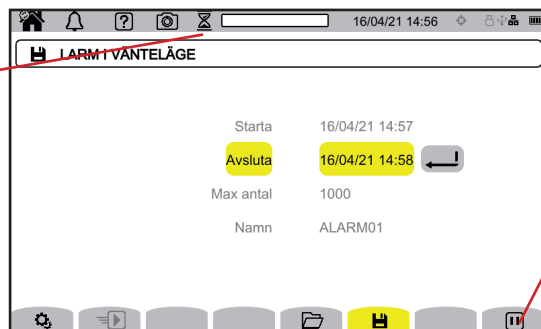 16/04/21 14:56
LARM I VÄNTELÄGE
Starta 16/04/21 14:57
Avsluta 16/04/21 14:58
Max antal 1000
Namn ALARM01